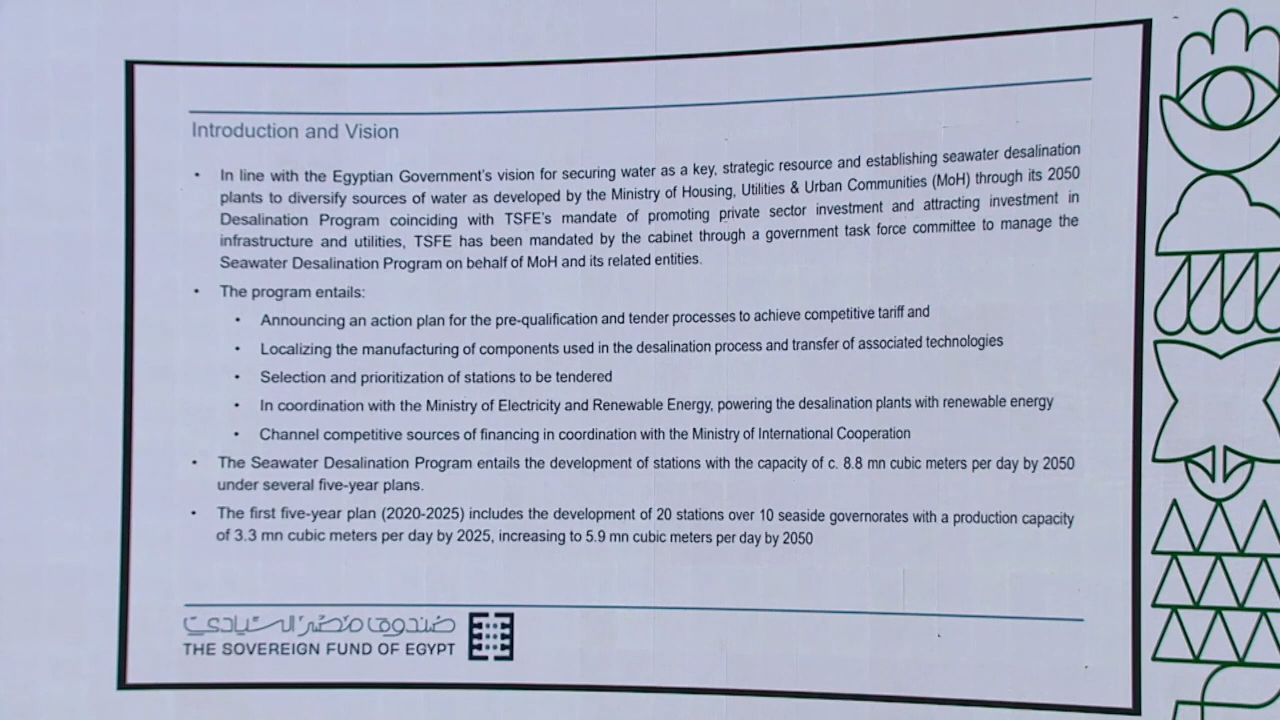 Introduction and Vision
• In line with the Egyptian Government's vision for securing water as a key, strategic resource and establishing seawater desalination
plants to diversify sources of water as developed by the Ministry of Housing, Utilities & Urban Communities (MoH) through its 2050
Desalination Program coinciding with TSFE's mandate of promoting private sector investment and attracting investment in
infrastructure and utilities, TSFE has been mandated by the cabinet through a government task force committee to manage the
Seawater Desalination Program on behalf of MoH and its related entities.
• The program entails:
• Announcing an action plan for the pre-qualification and tender processes to achieve competitive tariff and
• Localizing the manufacturing of components used in the desalination process and transfer of associated technologies
• Selection and prioritization of stations to be tendered
• In coordination with the Ministry of Electricity and Renewable Energy, powering the desalination plants with renewable energy
• Channel competitive sources of financing in coordination with the Ministry of International Cooperation
• The Seawater Desalination Program entails the development of stations with the capacity of c. 8.8 mn cubic meters per day by 2050
under several five-year plans.
• The first five-year plan (2020-2025) includes the development of 20 stations over 10 seaside governorates with a production capacity
of 3.3 mn cubic meters per day by 2025, increasing to 5.9 mn cubic meters per day by 2050
صندوق مصر السيادي
THE SOVEREIGN FUND OF EGYPT